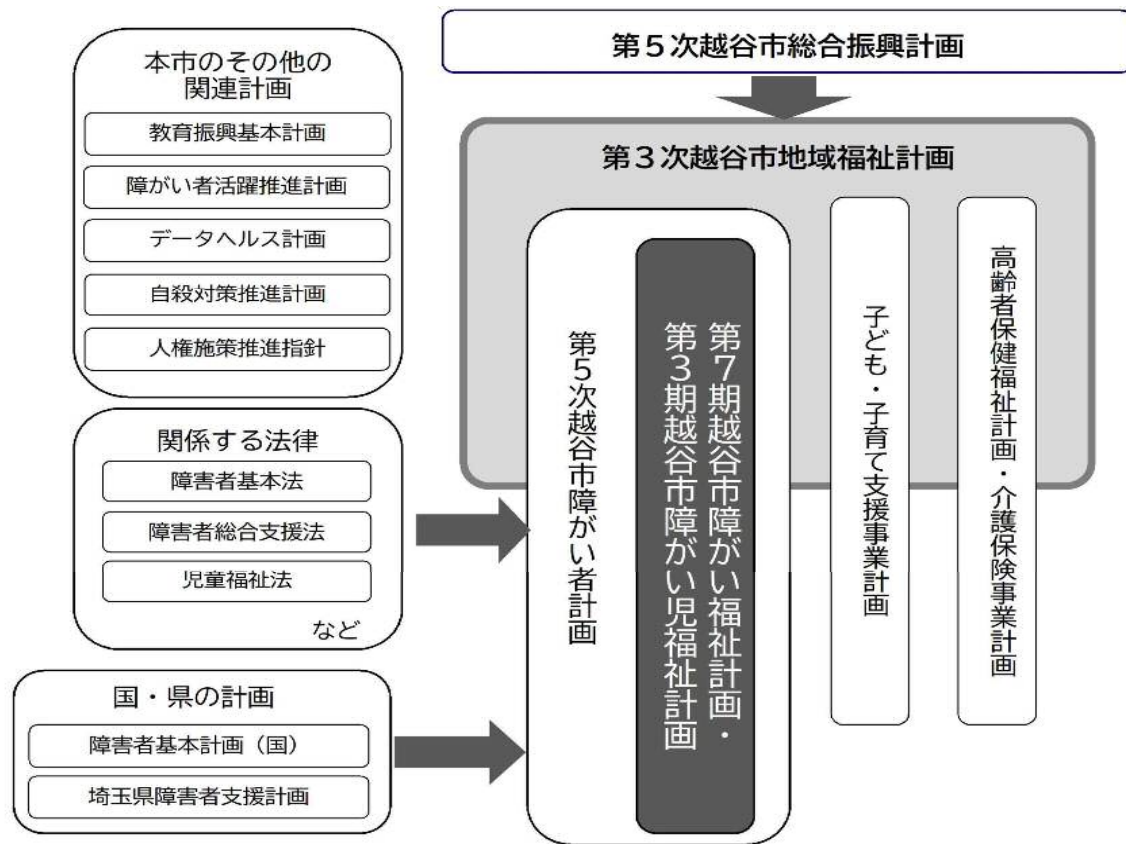 本市のその他の
関連計画
教育振興基本計画
障がい者活躍推進計画
データヘルス計画
自殺対策推進計画
人権施策推進指針
関係する法律
障害者基本法
障害者総合支援法
児童福祉法
など
国・県の計画
障害者基本計画(国)
埼玉県障害者支援計画
第5次越谷市総合振興計画
第3次越谷市地域福祉計画
第5次越谷市障がい者計画
第7期越谷市障がい福祉計画・
第3期越谷市障がい児福祉計画
子ども・子育て支援事業計画
高齢者保健福祉計画・介護保険事業計画